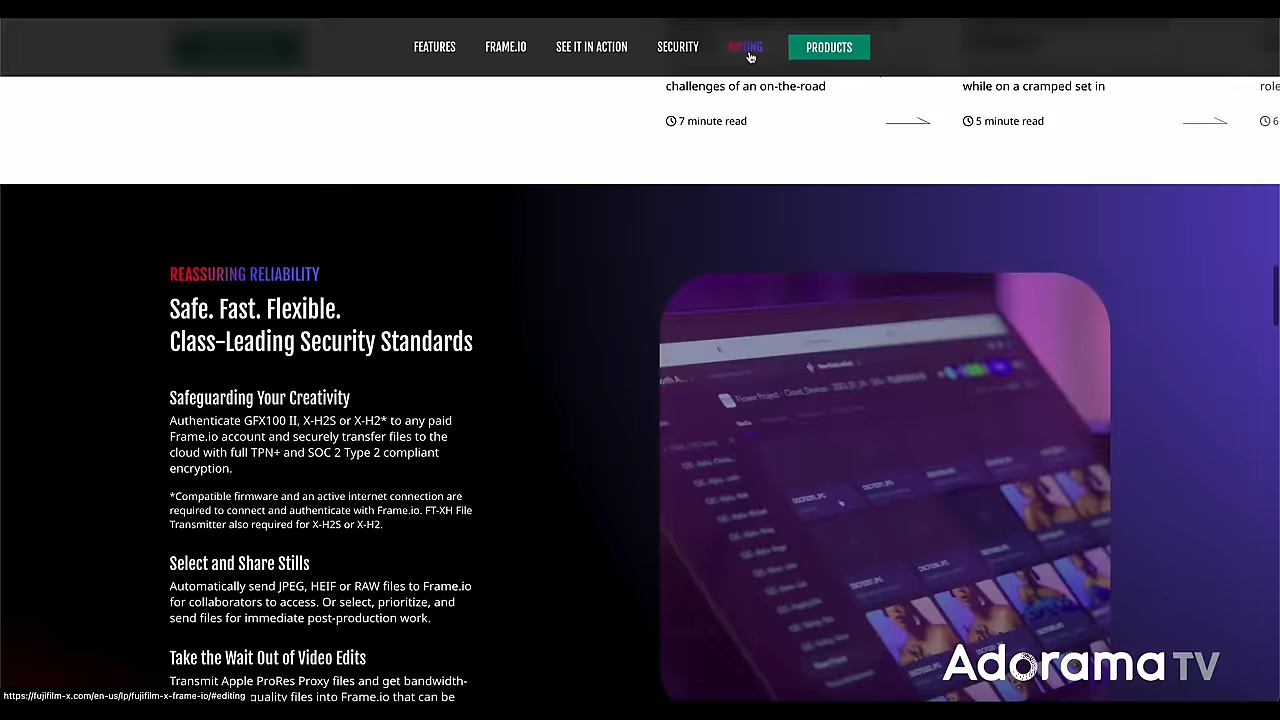 FEATURES
FRAME.IO
SEE IT IN ACTION
SECURITY
EDITING
PRODUCTS
challenges of an on-the-road
while on a cramped set in
role
7 minute read
5 minute read
6
REASSURING RELIABILITY
Safe. Fast. Flexible.
Class-Leading Security Standards
Safeguarding Your Creativity
Authenticate GFX100 II, X-H2S or X-H2* to any paid
Frame.io account and securely transfer files to the
cloud with full TPN+ and SOC 2 Type 2 compliant
encryption.
*Compatible firmware and an active internet connection are
required to connect and authenticate with Frame.io. FT-XH File
Transmitter also required for X-H2S or X-H2.
Select and Share Stills
Automatically send JPEG, HEIF or RAW files to Frame.io
for collaborators to access. Or select, prioritize, and
send files for immediate post-production work.
Take the Wait Out of Video Edits
Transmit Apple ProRes Proxy files and get bandwidth-
quality files into Frame.io that can be
https://fujifilm-x.com/en-us/lp/fujifilm-x-frame-io/#editing
Flower Project
Adorama TV